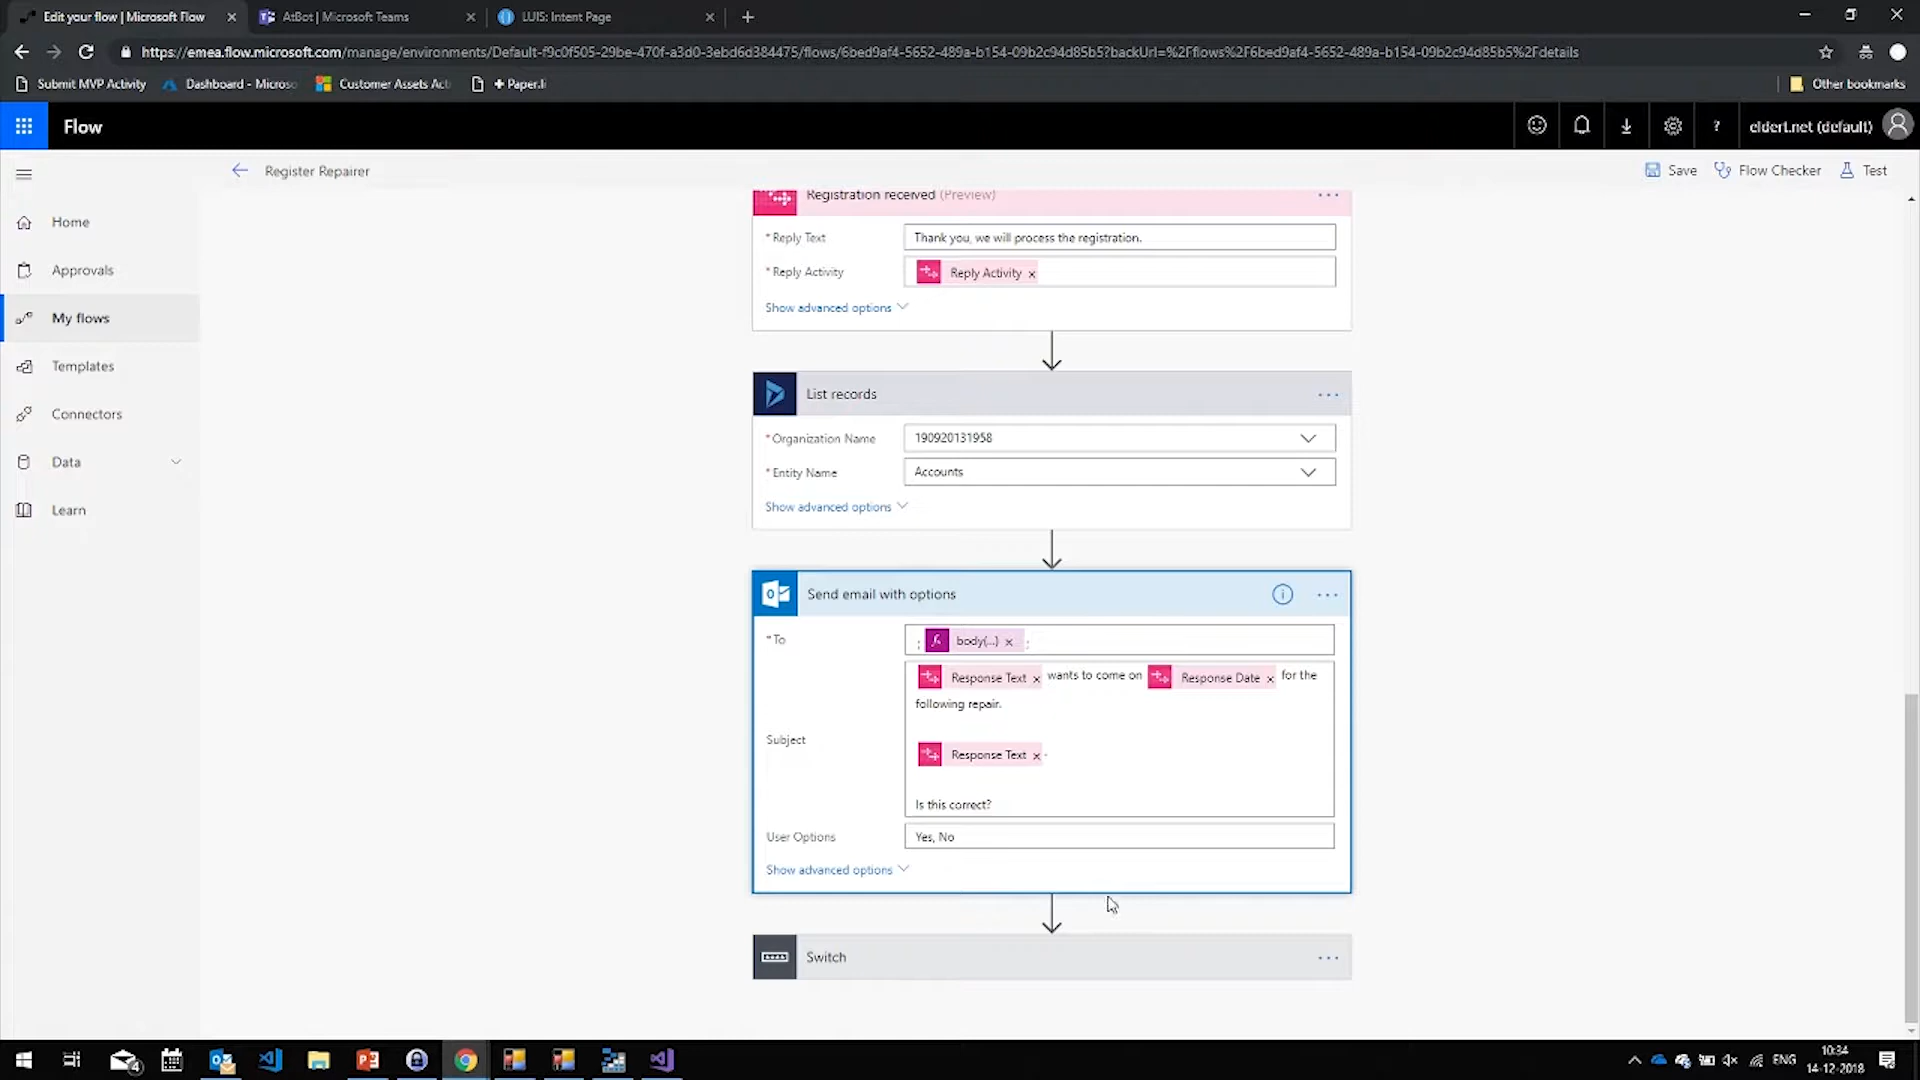 Edit your flow | Microsoft Flow
AtBot | Microsoft Teams
LUIS: Intent Page
https://emea.flow.microsoft.com/manage/environments/Default-f9c0f505-29be-470f-a3d0-3ebd6d384475/flows/6bed9af4-5652-489a-b154-09b2c94d85b5?backUrl=%2Fflows%2F6bed9af4-5652-489a-b154-09b2c94d85b5%2Fdetails
Submit MVP Activity
Dashboard - Micros
Customer Assets Act
+ Paper.li
Other bookmarks
Flow
?
eldert.net (default)
Register Repairer
Save
Flow Checker
Test
Home
Approvals
My flows
Templates
Connectors
Data
Learn
Registration received (Preview)
* Reply Text
Thank you, we will process the registration.
* Reply Activity
Reply Activity ×
Show advanced options
List records
* Organization Name
190920131958
* Entity Name
Accounts
Show advanced options
Send email with options
* To
; body(...) × ;
Response Text × wants to come on Response Date × for the
following repair.
Subject
Response Text × -
Is this correct?
User Options
Yes, No
Show advanced options
Switch
4
ENG
10:34
14-12-2018